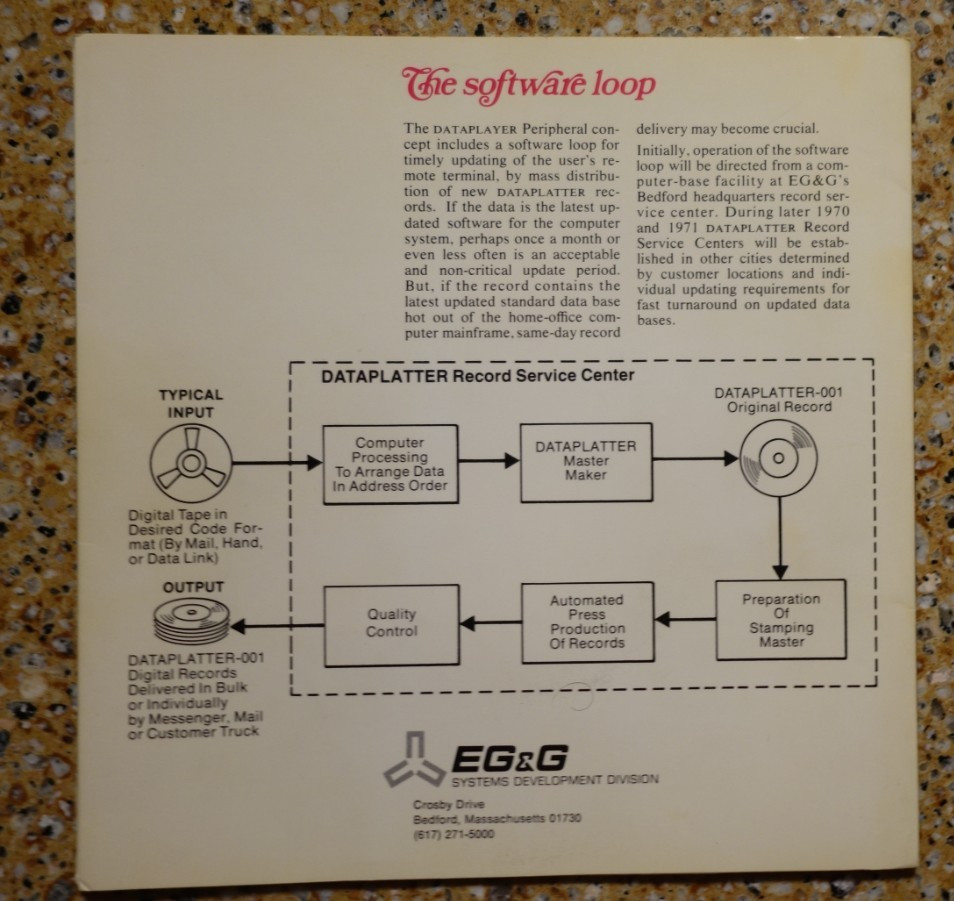 The software loop
The DATAPLAYER Peripheral con-
cept includes a software loop for
timely updating of the user's re-
mote terminal, by mass distribu-
tion of new DATAPLATTER rec-
ords. If the data is the latest up-
dated software for the computer
system, perhaps once a month or
even less often is an acceptable
and non-critical update period.
But, if the record contains the
latest updated standard data base
hot out of the home-office com-
puter mainframe, same-day record
delivery may become crucial.
Initially, operation of the software
loop will be directed from a com-
puter-base facility at EG&G's
Bedford headquarters record ser-
vice center. During later 1970
and 1971 DATAPLATTER Record
Service Centers will be estab-
lished in other cities determined
by customer locations and indi-
vidual updating requirements for
fast turnaround on updated data
bases.
DATAPLATTER Record Service Center
TYPICAL
INPUT
Digital Tape in
Desired Code For-
mat (By Mail, Hand,
or Data Link)
Computer
Processing
To Arrange Data
In Address Order
DATAPLATTER
Master
Maker
DATAPLATTER-001
Original Record
Preparation
Of
Stamping
Master
Automated
Press
Production
Of Records
Quality
Control
OUTPUT
DATAPLATTER-001
Digital Records
Delivered In Bulk
or Individually
by Messenger, Mail
or Customer Truck
EG&G
SYSTEMS DEVELOPMENT DIVISION
Crosby Drive
Bedford, Massachusetts 01730
(617) 271-5000